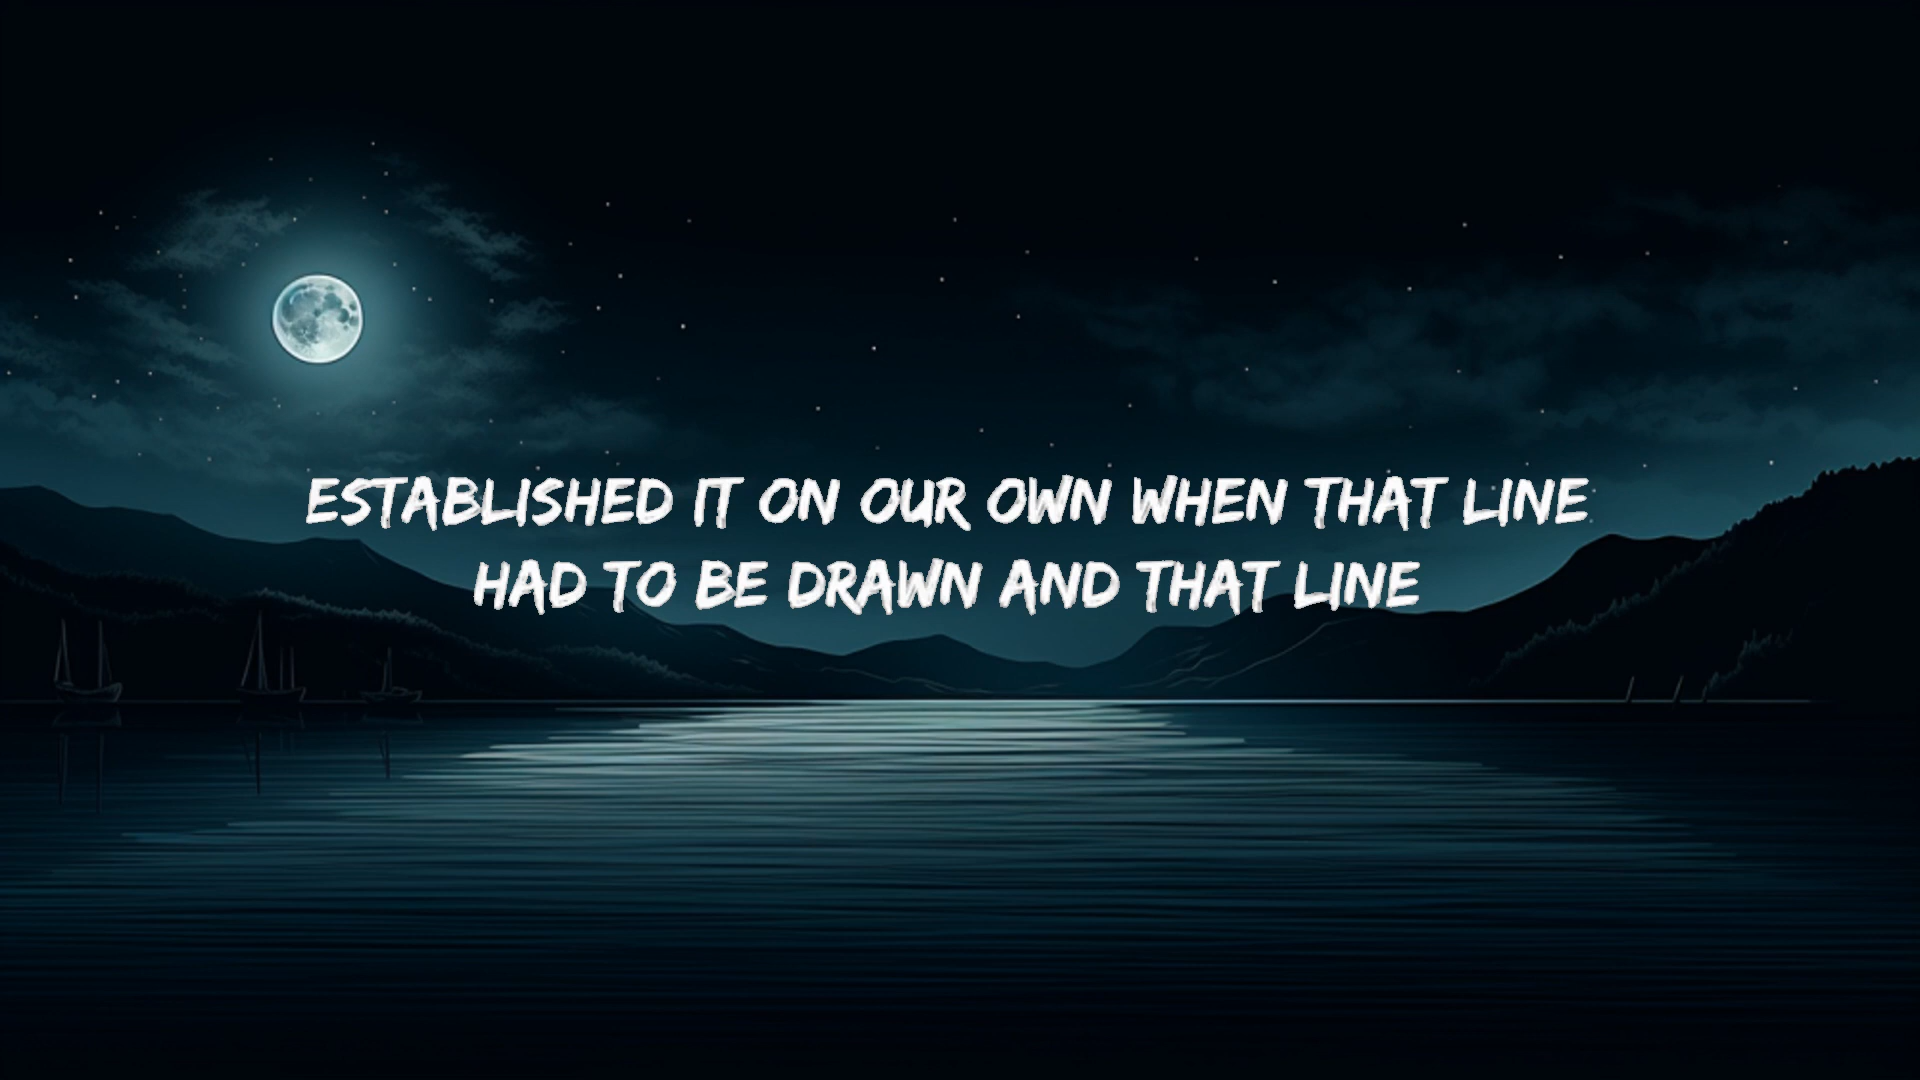 ESTABLISHED IT ON OUR OWN WHEN THAT LINE
HAD TO BE DRAWN AND THAT LINE